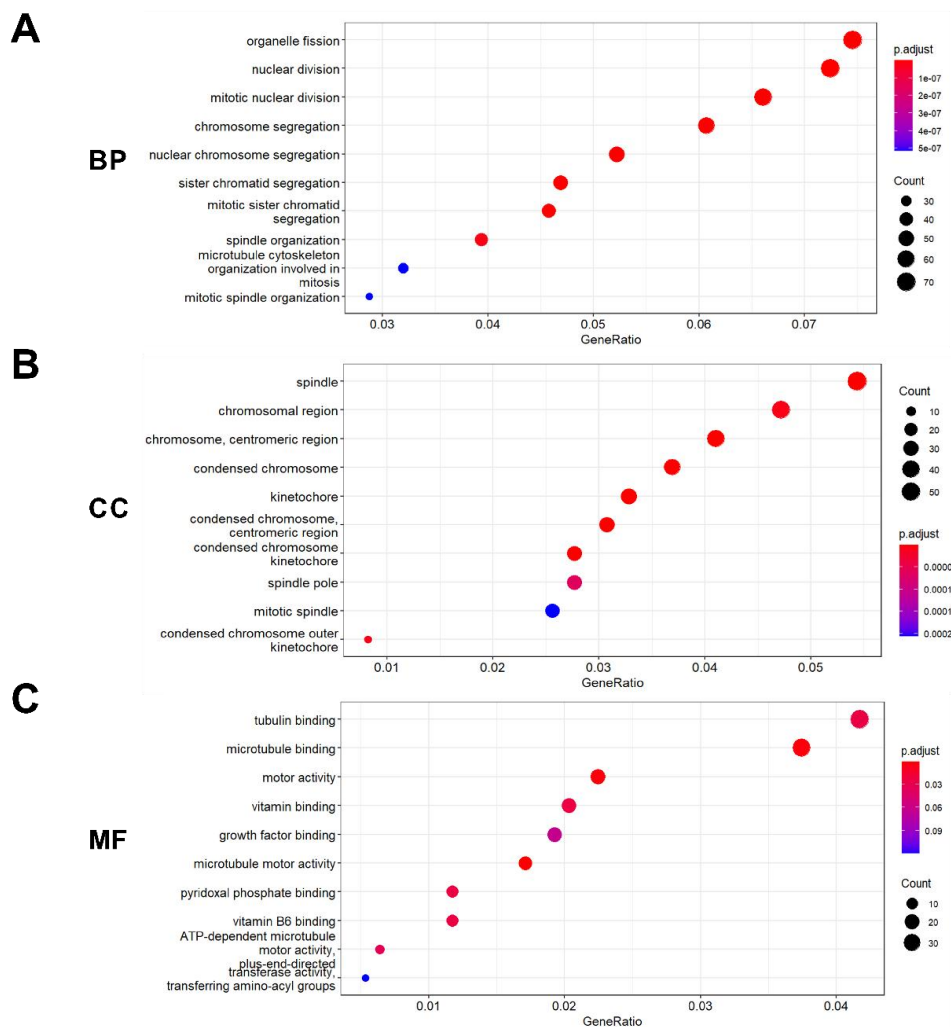 A
BP
organelle fission
nuclear division
mitotic nuclear division
chromosome segregation
nuclear chromosome segregation
sister chromatid segregation
mitotic sister chromatid
segregation
spindle organization
microtubule cytoskeleton
organization involved in
mitosis
mitotic spindle organization
0.03 0.04 0.05 0.06 0.07
GeneRatio
p.adjust
1e-07
2e-07
3e-07
4e-07
5e-07
Count
30
40
50
60
70
B
CC
spindle
chromosomal region
chromosome, centromeric region
condensed chromosome
kinetochore
condensed chromosome,
centromeric region
condensed chromosome
kinetochore
spindle pole
mitotic spindle
condensed chromosome outer
kinetochore
0.01 0.02 0.03 0.04 0.05
GeneRatio
Count
10
20
30
40
50
p.adjust
0.0000
0.0001
0.0001
0.0002
C
MF
tubulin binding
microtubule binding
motor activity
vitamin binding
growth factor binding
microtubule motor activity
pyridoxal phosphate binding
vitamin B6 binding
ATP-dependent microtubule
motor activity,
plus-end-directed
transferase activity,
transferring amino-acyl groups
0.01 0.02 0.03 0.04
GeneRatio
p.adjust
0.03
0.06
0.09
Count
10
20
30